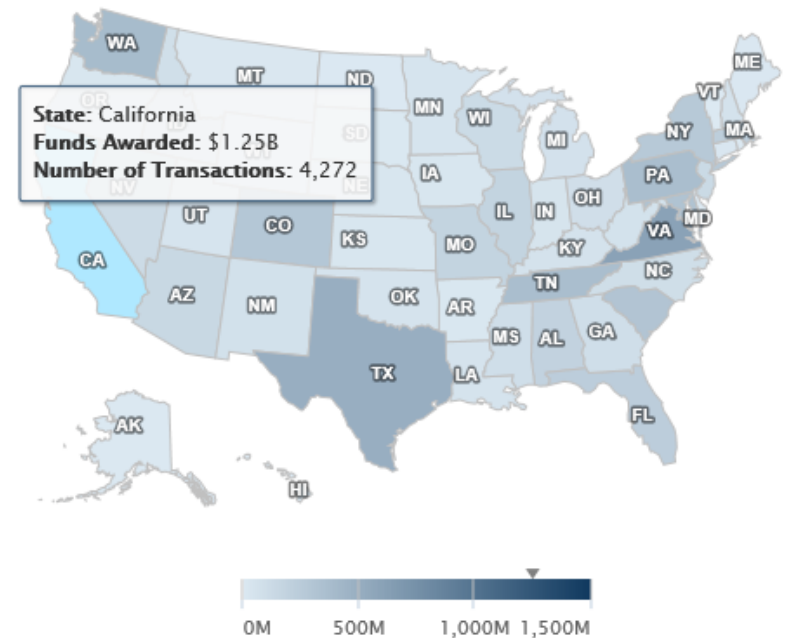 WA
MT
ND
ME
OR
MN
VT
ID
WI
NY
MA
SD
MI
WY
PA
State: California
Funds Awarded: $1.25B
Number of Transactions: 4,272
NE
IA
NV
UT
CO
IL
IN
OH
MD
VA
CA
KS
MO
KY
NC
AZ
NM
OK
TN
AR
MS
AL
GA
TX
LA
FL
AK
HI
0M
500M
1,000M
1,500M